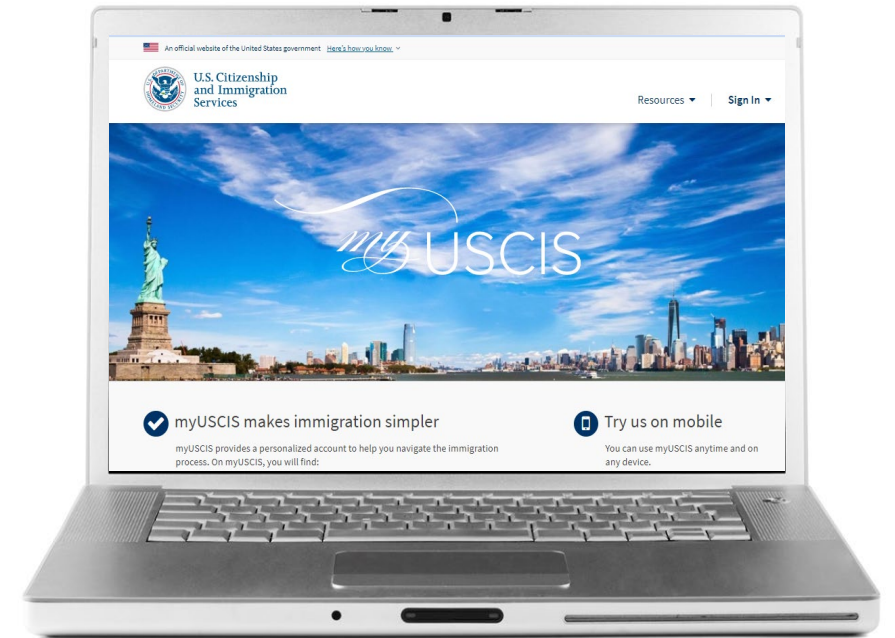 An official website of the United States government Here's how you know.
U.S. Citizenship
and Immigration
Services
Resources
Sign In
my USCIS
myUSCIS makes immigration simpler
myUSCIS provides a personalized account to help you navigate the immigration
process. On myUSCIS, you will find:
Try us on mobile
You can use myUSCIS anytime and on
any device.